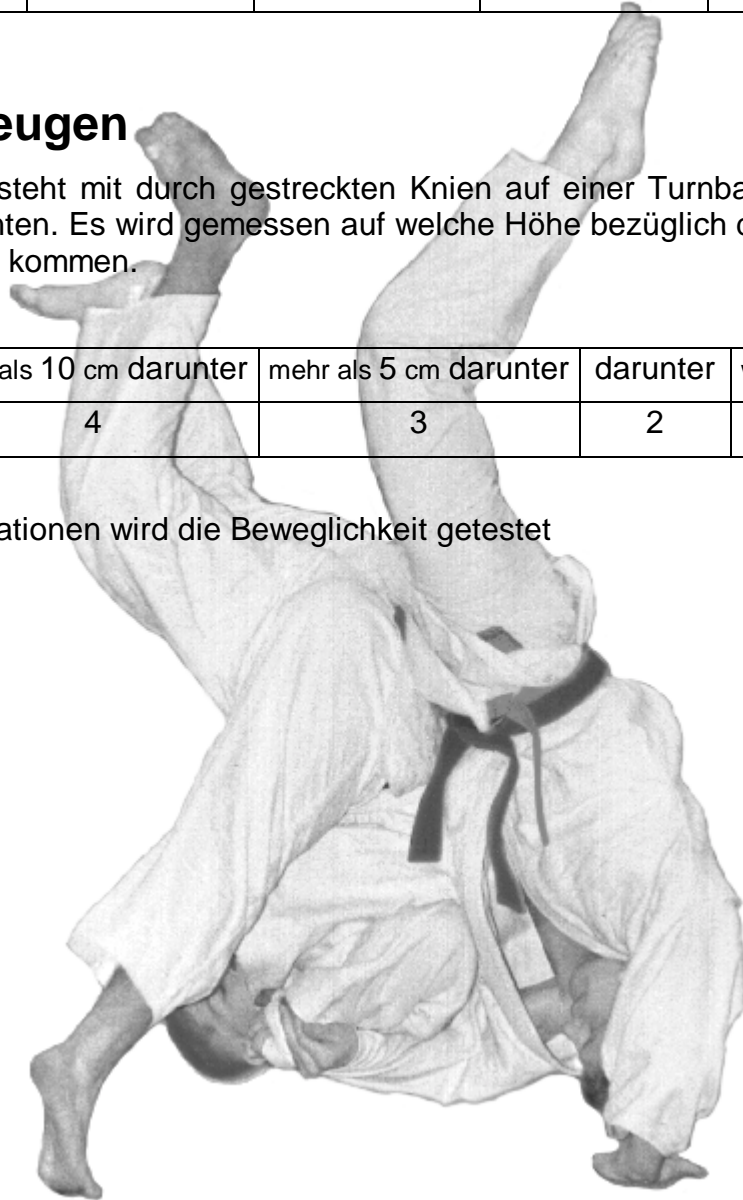 eugen
steht mit durch gestreckten Knien auf einer Turnba
nten. Es wird gemessen auf welche Höhe bezüglich
kommen.
als 10 cm darunter mehr als 5 cm darunter darunter
4 3 2
ationen wird die Beweglichkeit getestet